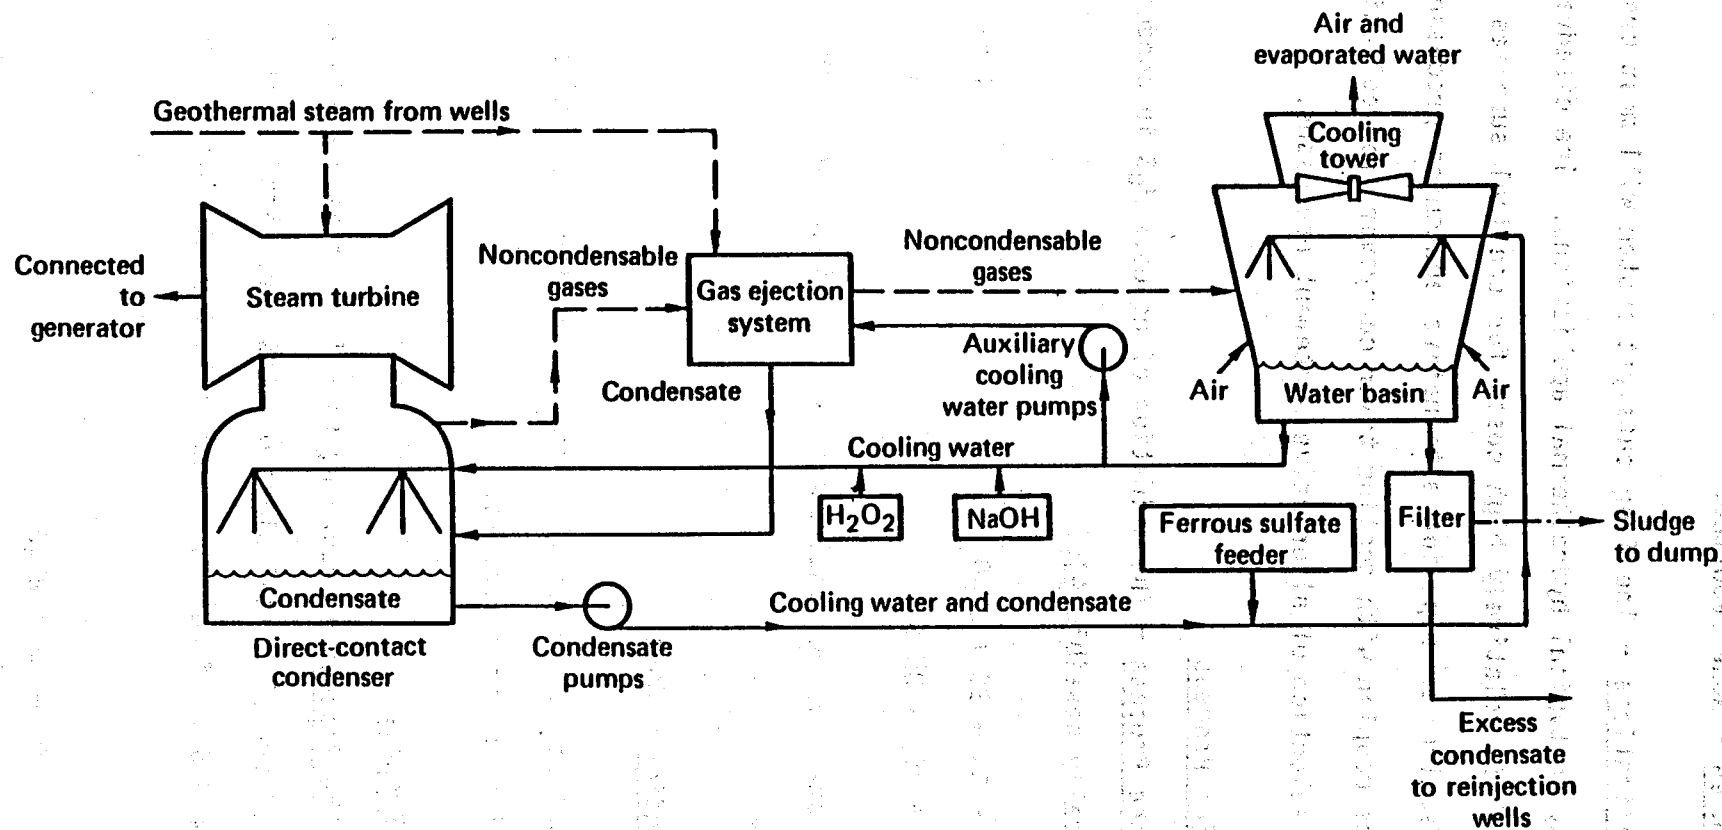 Air and
evaporated water
Geothermal steam from wells
Cooling
tower
Connected
to
generator
Steam turbine
Noncondensable
gases
Gas ejection
system
Noncondensable
gases
Auxiliary
cooling
water pumps
Air
Water basin
Air
Condensate
Cooling water
H2O2
NaOH
Ferrous sulfate
feeder
Filter
Sludge
to dump
Condensate
Cooling water and condensate
Direct-contact
condenser
Condensate
pumps
Excess
condensate
to reinjection
wells